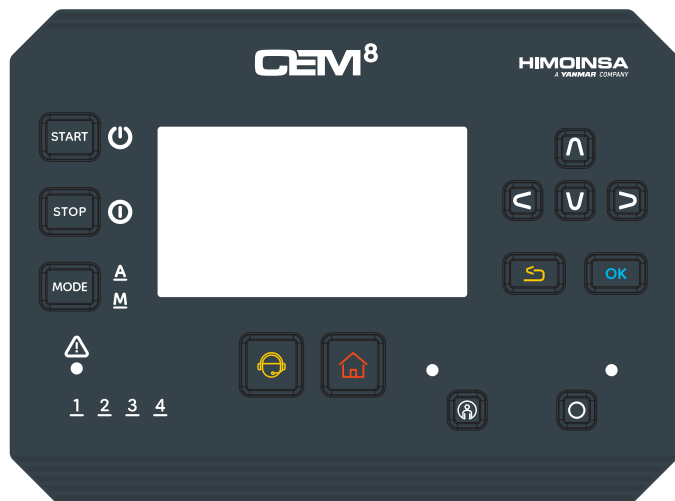 CEM8
HIMOINSA
A YANMAR COMPANY
START
STOP
MODE
A
M
OK
1 2 3 4